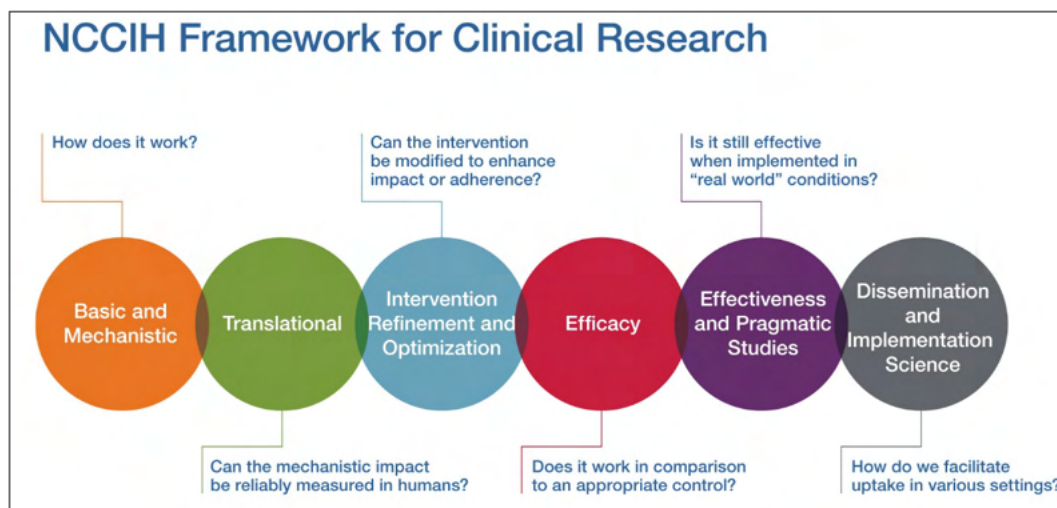 NCCIH Framework for Clinical Research
How does it work?
Can the intervention
be modified to enhance
impact or adherence?
Is it still effective
when implemented in
“real world” conditions?
Basic and
Mechanistic
Translational
Intervention
Refinement and
Optimization
Efficacy
Effectiveness
and Pragmatic
Studies
Dissemination
and
Implementation
Science
Can the mechanistic impact
be reliably measured in humans?
Does it work in comparison
to an appropriate control?
How do we facilitate
uptake in various settings?